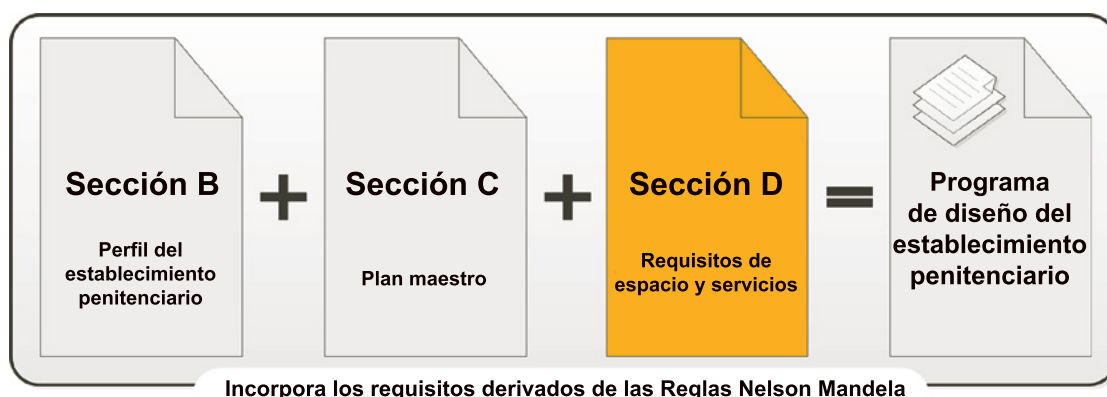 Sección B
Perfil del
establecimiento
penitenciario
+
Sección C
Plan maestro
+
Sección D
Requisitos de
espacio y servicios
=
Programa
de diseño del
establecimiento
penitenciario
Incorpora los requisitos derivados de las Reglas Nelson Mandela